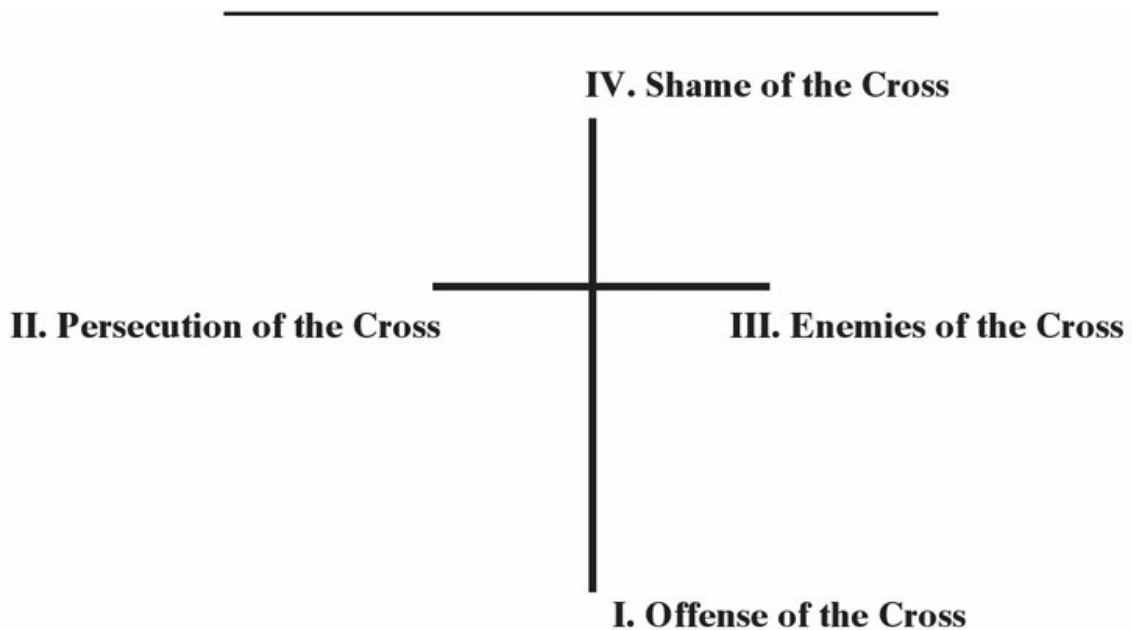 IV. Shame of the Cross
II. Persecution of the Cross
III. Enemies of the Cross
I. Offense of the Cross